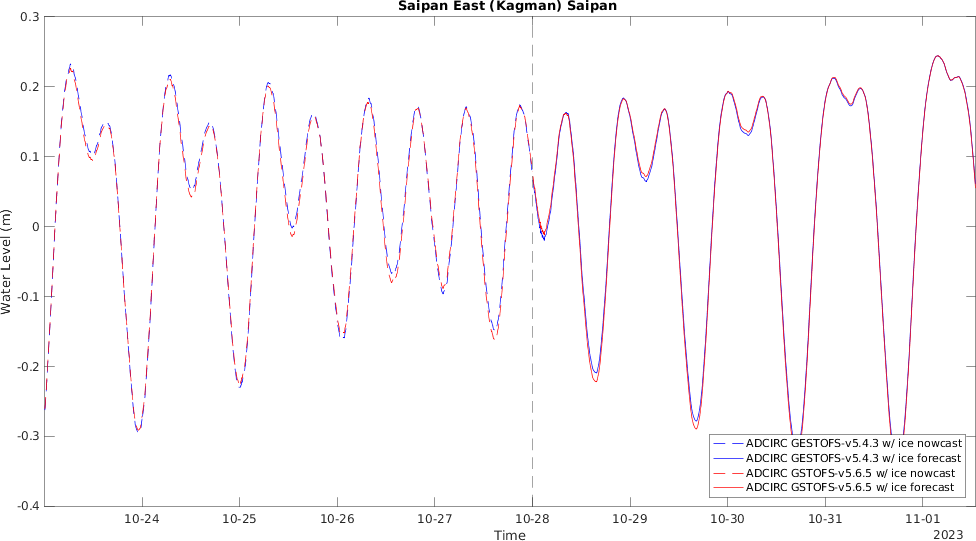 Saipan East (Kagman) Saipan
0.3
0.2
0.1
0
-0.1
-0.2
-0.3
-0.4
Water Level (m)
ADCIRC GESTOFS-v5.4.3 w/ ice nowcast
ADCIRC GESTOFS-v5.4.3 w/ ice forecast
ADCIRC GSTOFS-v5.6.5 w/ ice nowcast
ADCIRC GSTOFS-v5.6.5 w/ ice forecast
10-24 10-25 10-26 10-27 10-28 10-29 10-30 10-31 11-01
Time
2023